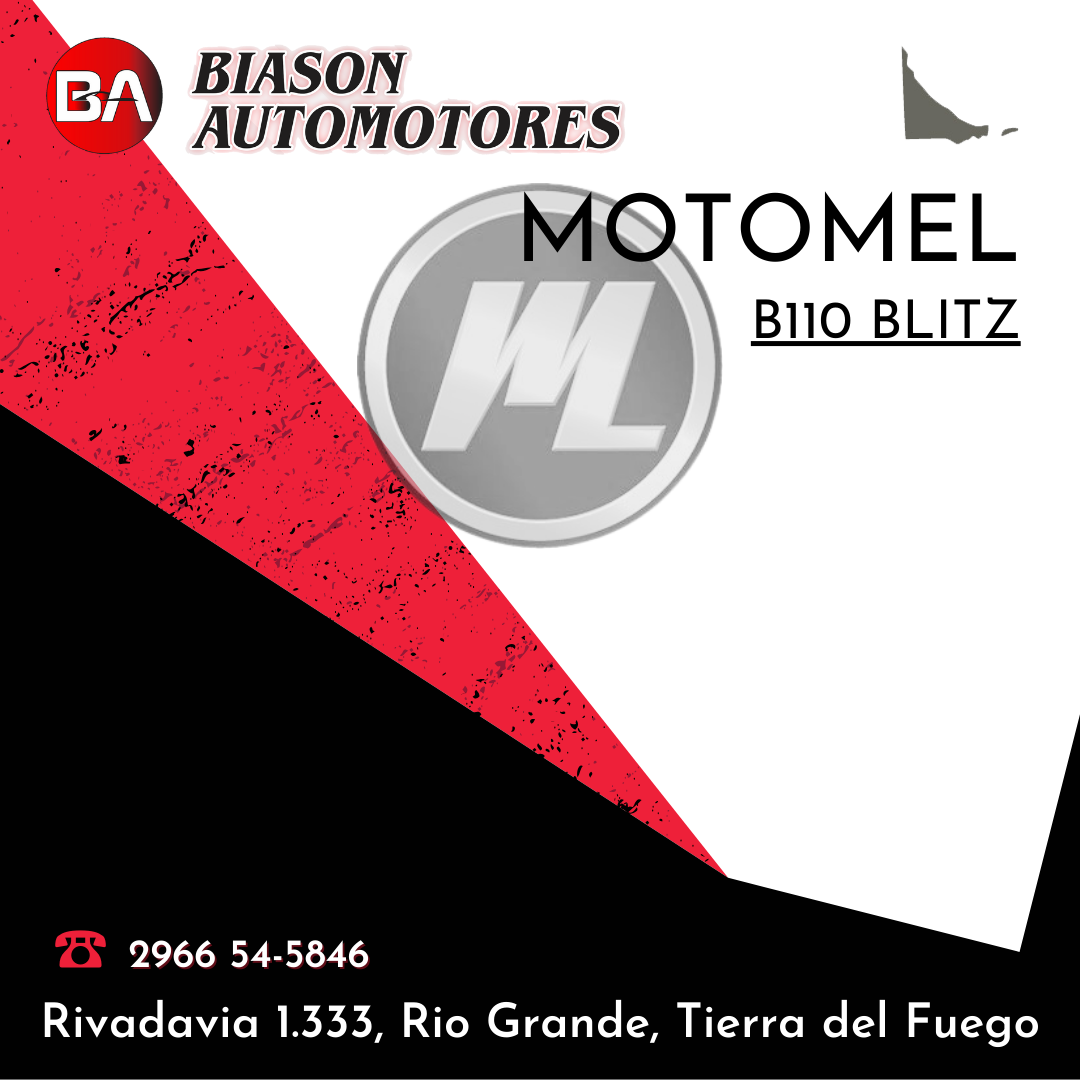 BA
BIASON
AUTOMOTORES
MOTOMEL
B110 BLITZ
ML
2966 54-5846
Rivadavia 1.333, Rio Grande, Tierra del Fuego